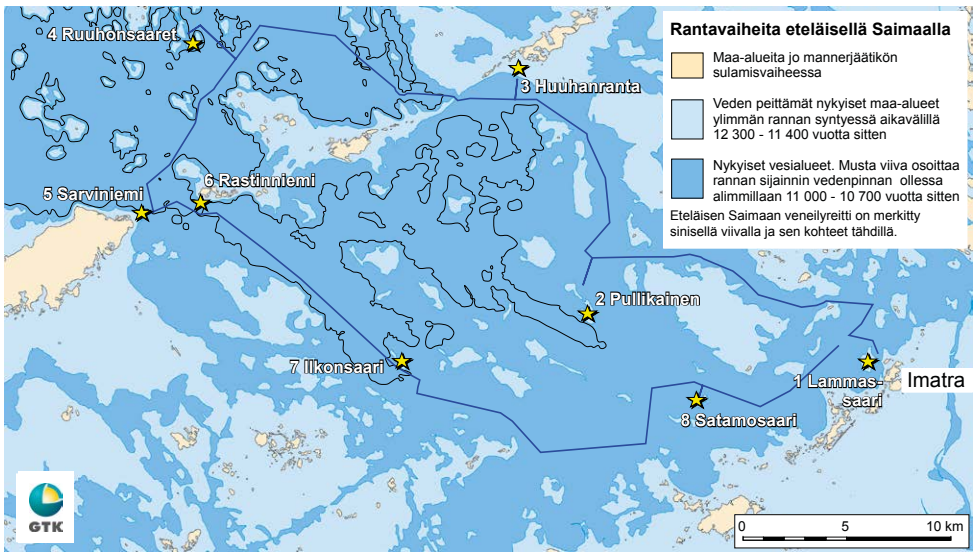 Rantavaiheita eteläisellä Saimaalla
Maa-alueita jo mannerjäätikön
sulamisvaiheessa
Veden peittämät nykyiset maa-alueet
ylimmän rannan syntyessä aikavälillä
12 300 - 11 400 vuotta sitten
Nykyiset vesialueet. Musta viiva osoittaa
rannan sijainnin vedenpinnan ollessa
alimmillaan 11 000 - 10 700 vuotta sitten
Eteläisen Saimaan veneilyreitti on merkitty
sinisellä viivalla ja sen kohteet tähdillä.
4 Ruuhonsaaret
3 Huuhanranta
6 Rastinniemi
5 Sarviniemi
2 Pullikainen
7 Ilkonsaari
1 Lammas-
saari
Imatra
8 Satamosaari
GTK
0 5 10 km